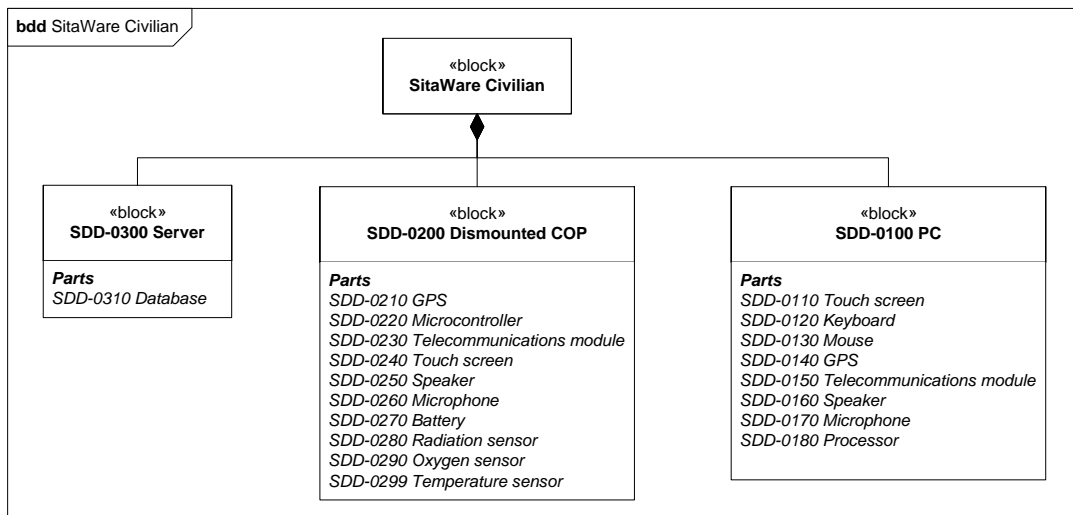 bdd SitaWare Civilian
«block»
SitaWare Civilian
«block»
SDD-0300 Server
Parts
SDD-0310 Database
«block»
SDD-0200 Dismounted COP
Parts
SDD-0210 GPS
SDD-0220 Microcontroller
SDD-0230 Telecommunications module
SDD-0240 Touch screen
SDD-0250 Speaker
SDD-0260 Microphone
SDD-0270 Battery
SDD-0280 Radiation sensor
SDD-0290 Oxygen sensor
SDD-0299 Temperature sensor
«block»
SDD-0100 PC
Parts
SDD-0110 Touch screen
SDD-0120 Keyboard
SDD-0130 Mouse
SDD-0140 GPS
SDD-0150 Telecommunications module
SDD-0160 Speaker
SDD-0170 Microphone
SDD-0180 Processor